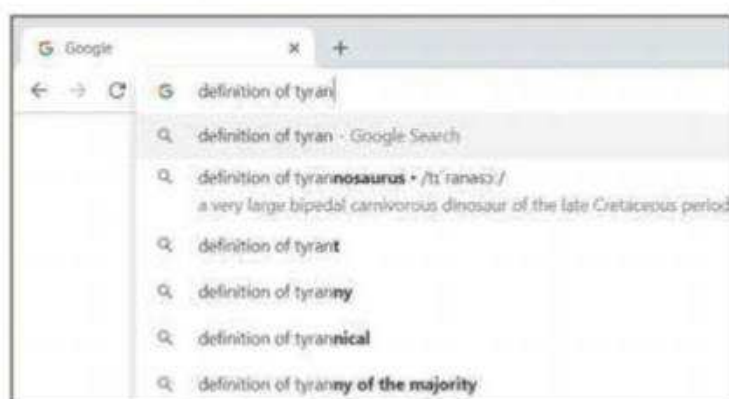 Google
definition of tyran
definition of tyran - Google Search
definition of tyrannosaurus •
a very large bipedal carnivorous dinosaur of the late Cretaceous period
definition of tyrant
definition of tyranny
definition of tyrannical
definition of tyranny of the majority